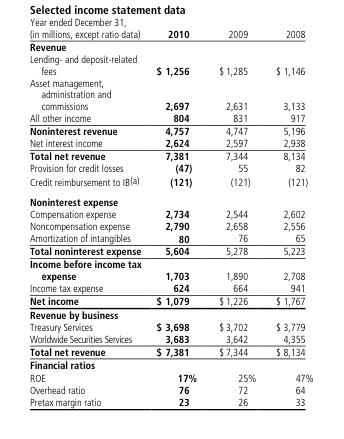 Selected income statement data
Year ended December 31,
(in millions, except ratio data) 2010 2009 2008
Revenue
Lending- and deposit-related
fees $ 1,256 $ 1,285 $ 1,146
Asset management,
administration and
commissions 2,697 2,631 3,133
All other income 804 831 917
Noninterest revenue 4,757 4,747 5,196
Net interest income 2,624 2,597 2,938
Total net revenue 7,381 7,344 8,134
Provision for credit losses (47) 55 82
Credit reimbursement to IB(a) (121) (121) (121)
Noninterest expense
Compensation expense 2,734 2,544 2,602
Noncompensation expense 2,790 2,658 2,556
Amortization of intangibles 80 76 65
Total noninterest expense 5,604 5,278 5,223
Income before income tax
expense 1,703 1,890 2,708
Income tax expense 624 664 941
Net income $ 1,079 $ 1,226 $ 1,767
Revenue by business
Treasury Services $ 3,698 $ 3,702 $ 3,779
Worldwide Securities Services 3,683 3,642 4,355
Total net revenue $ 7,381 $ 7,344 $ 8,134
Financial ratios
ROE 17% 25% 47%
Overhead ratio 76 72 64
Pretax margin ratio 23 26 33